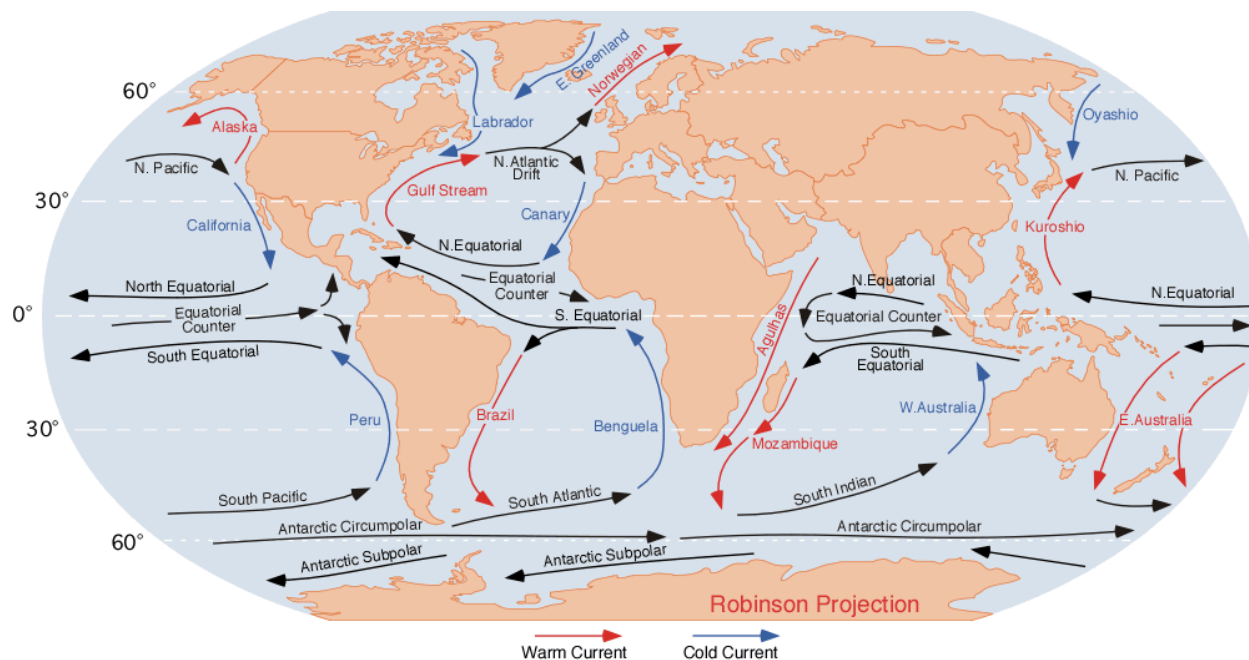 60°
30°
0°
30°
60°
Alaska
N. Pacific
California
North Equatorial
Equatorial
Counter
South Equatorial
Peru
South Pacific
Antarctic Circumpolar
Antarctic Subpolar
Labrador
E. Greenland
Norwegian
N.Atlantic
Drift
Gulf Stream
Canary
N.Equatorial
Equatorial
Counter
S. Equatorial
Brazil
Benguela
South Atlantic
Antarctic Subpolar
Agulhas
Mozambique
N.Equatorial
Equatorial Counter
South
Equatorial
W.Australia
South Indian
Antarctic Circumpolar
Oyashio
N. Pacific
Kuroshio
N.Equatorial
E.Australia
Robinson Projection
Warm Current
Cold Current